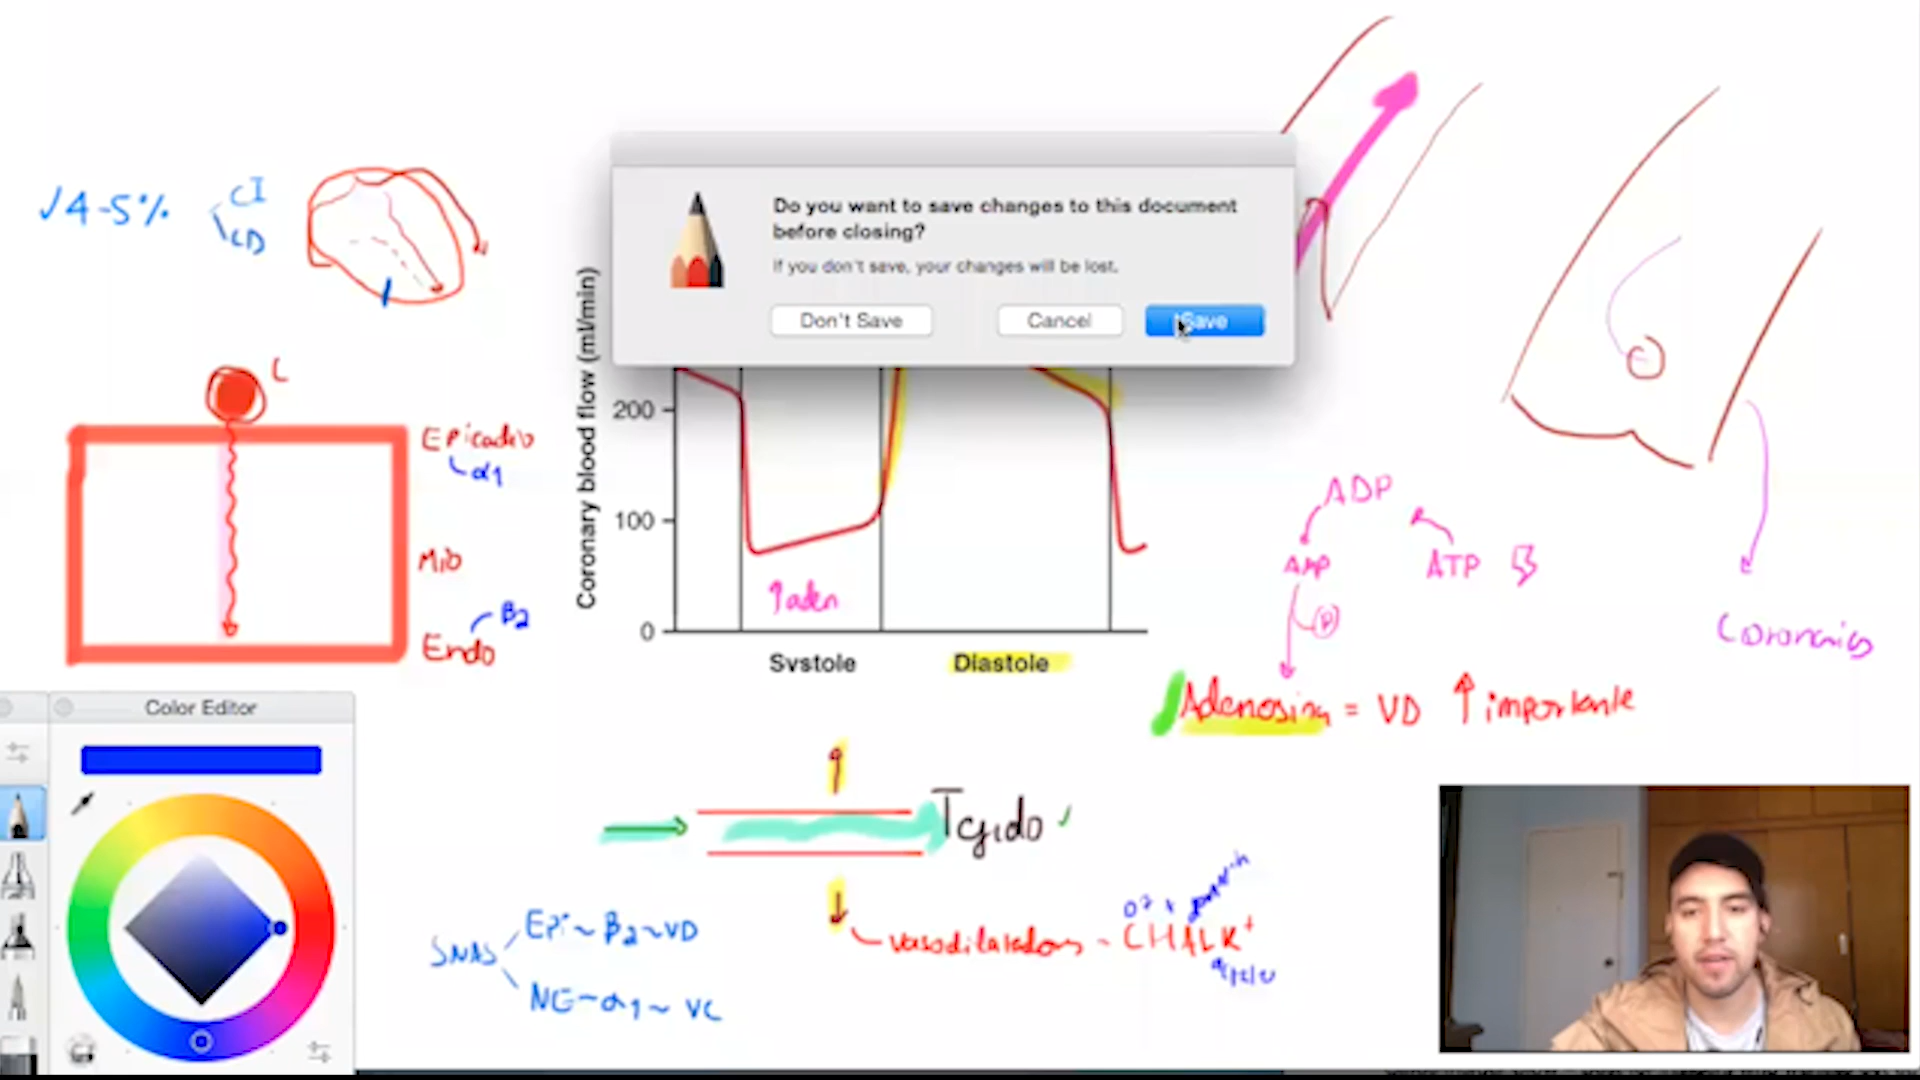 Do you want to save changes to this document
before closing?
If you don't save, your changes will be lost.
Don't Save
Cancel
Save
√4-5%
CI
CD
Coronary blood flow (ml/min)
200
100
0
Systole
Diastole
↑aden
Epicadio
α1
Mio
Endo
β2
ADP
AMP
ATP
P
Coronarias
Adenosina = VD ↑ importante
Color Editor
Tejido
vasodilatadores ~ CHALK+
O2
SNAS
Epi ~ β2 ~ VD
NE ~ α1 ~ VC